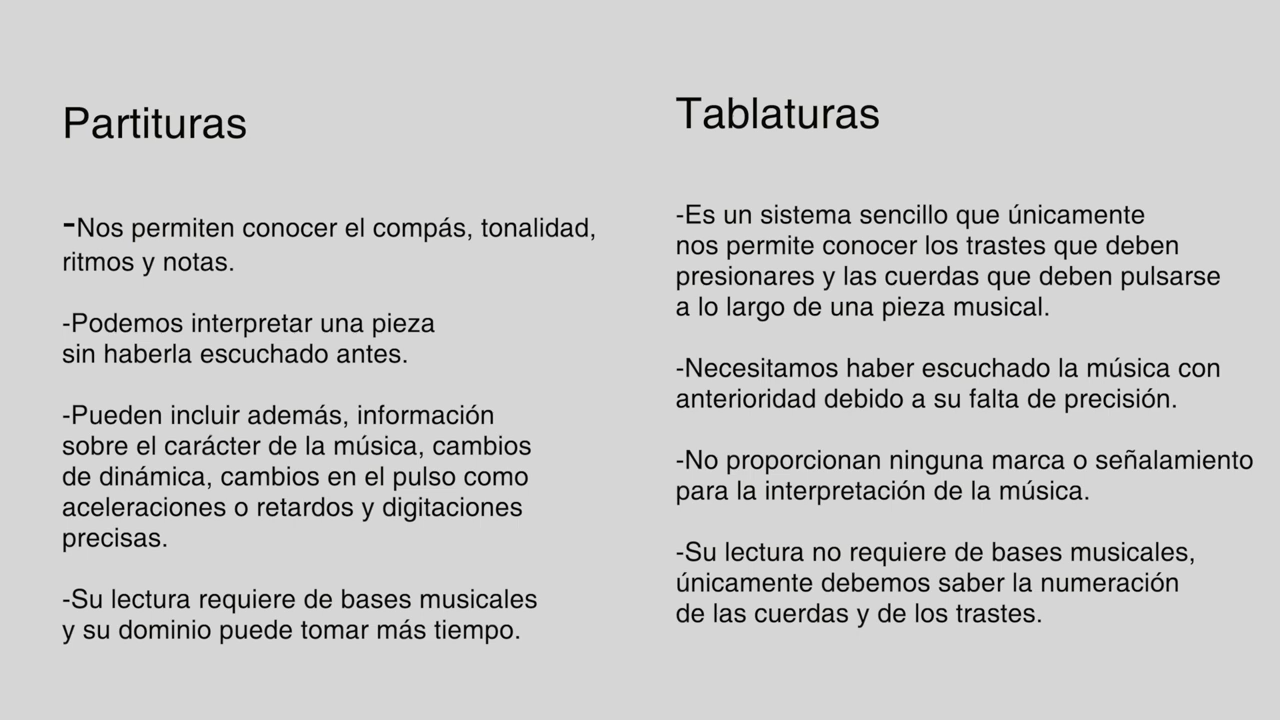 Partituras
-Nos permiten conocer el compás, tonalidad,
ritmos y notas.
-Podemos interpretar una pieza
sin haberla escuchado antes.
-Pueden incluir además, información
sobre el carácter de la música, cambios
de dinámica, cambios en el pulso como
aceleraciones o retardos y digitaciones
precisas.
-Su lectura requiere de bases musicales
y su dominio puede tomar más tiempo.
Tablaturas
-Es un sistema sencillo que únicamente
nos permite conocer los trastes que deben
presionares y las cuerdas que deben pulsarse
a lo largo de una pieza musical.
-Necesitamos haber escuchado la música con
anterioridad debido a su falta de precisión.
-No proporcionan ninguna marca o señalamiento
para la interpretación de la música.
-Su lectura no requiere de bases musicales,
únicamente debemos saber la numeración
de las cuerdas y de los trastes.